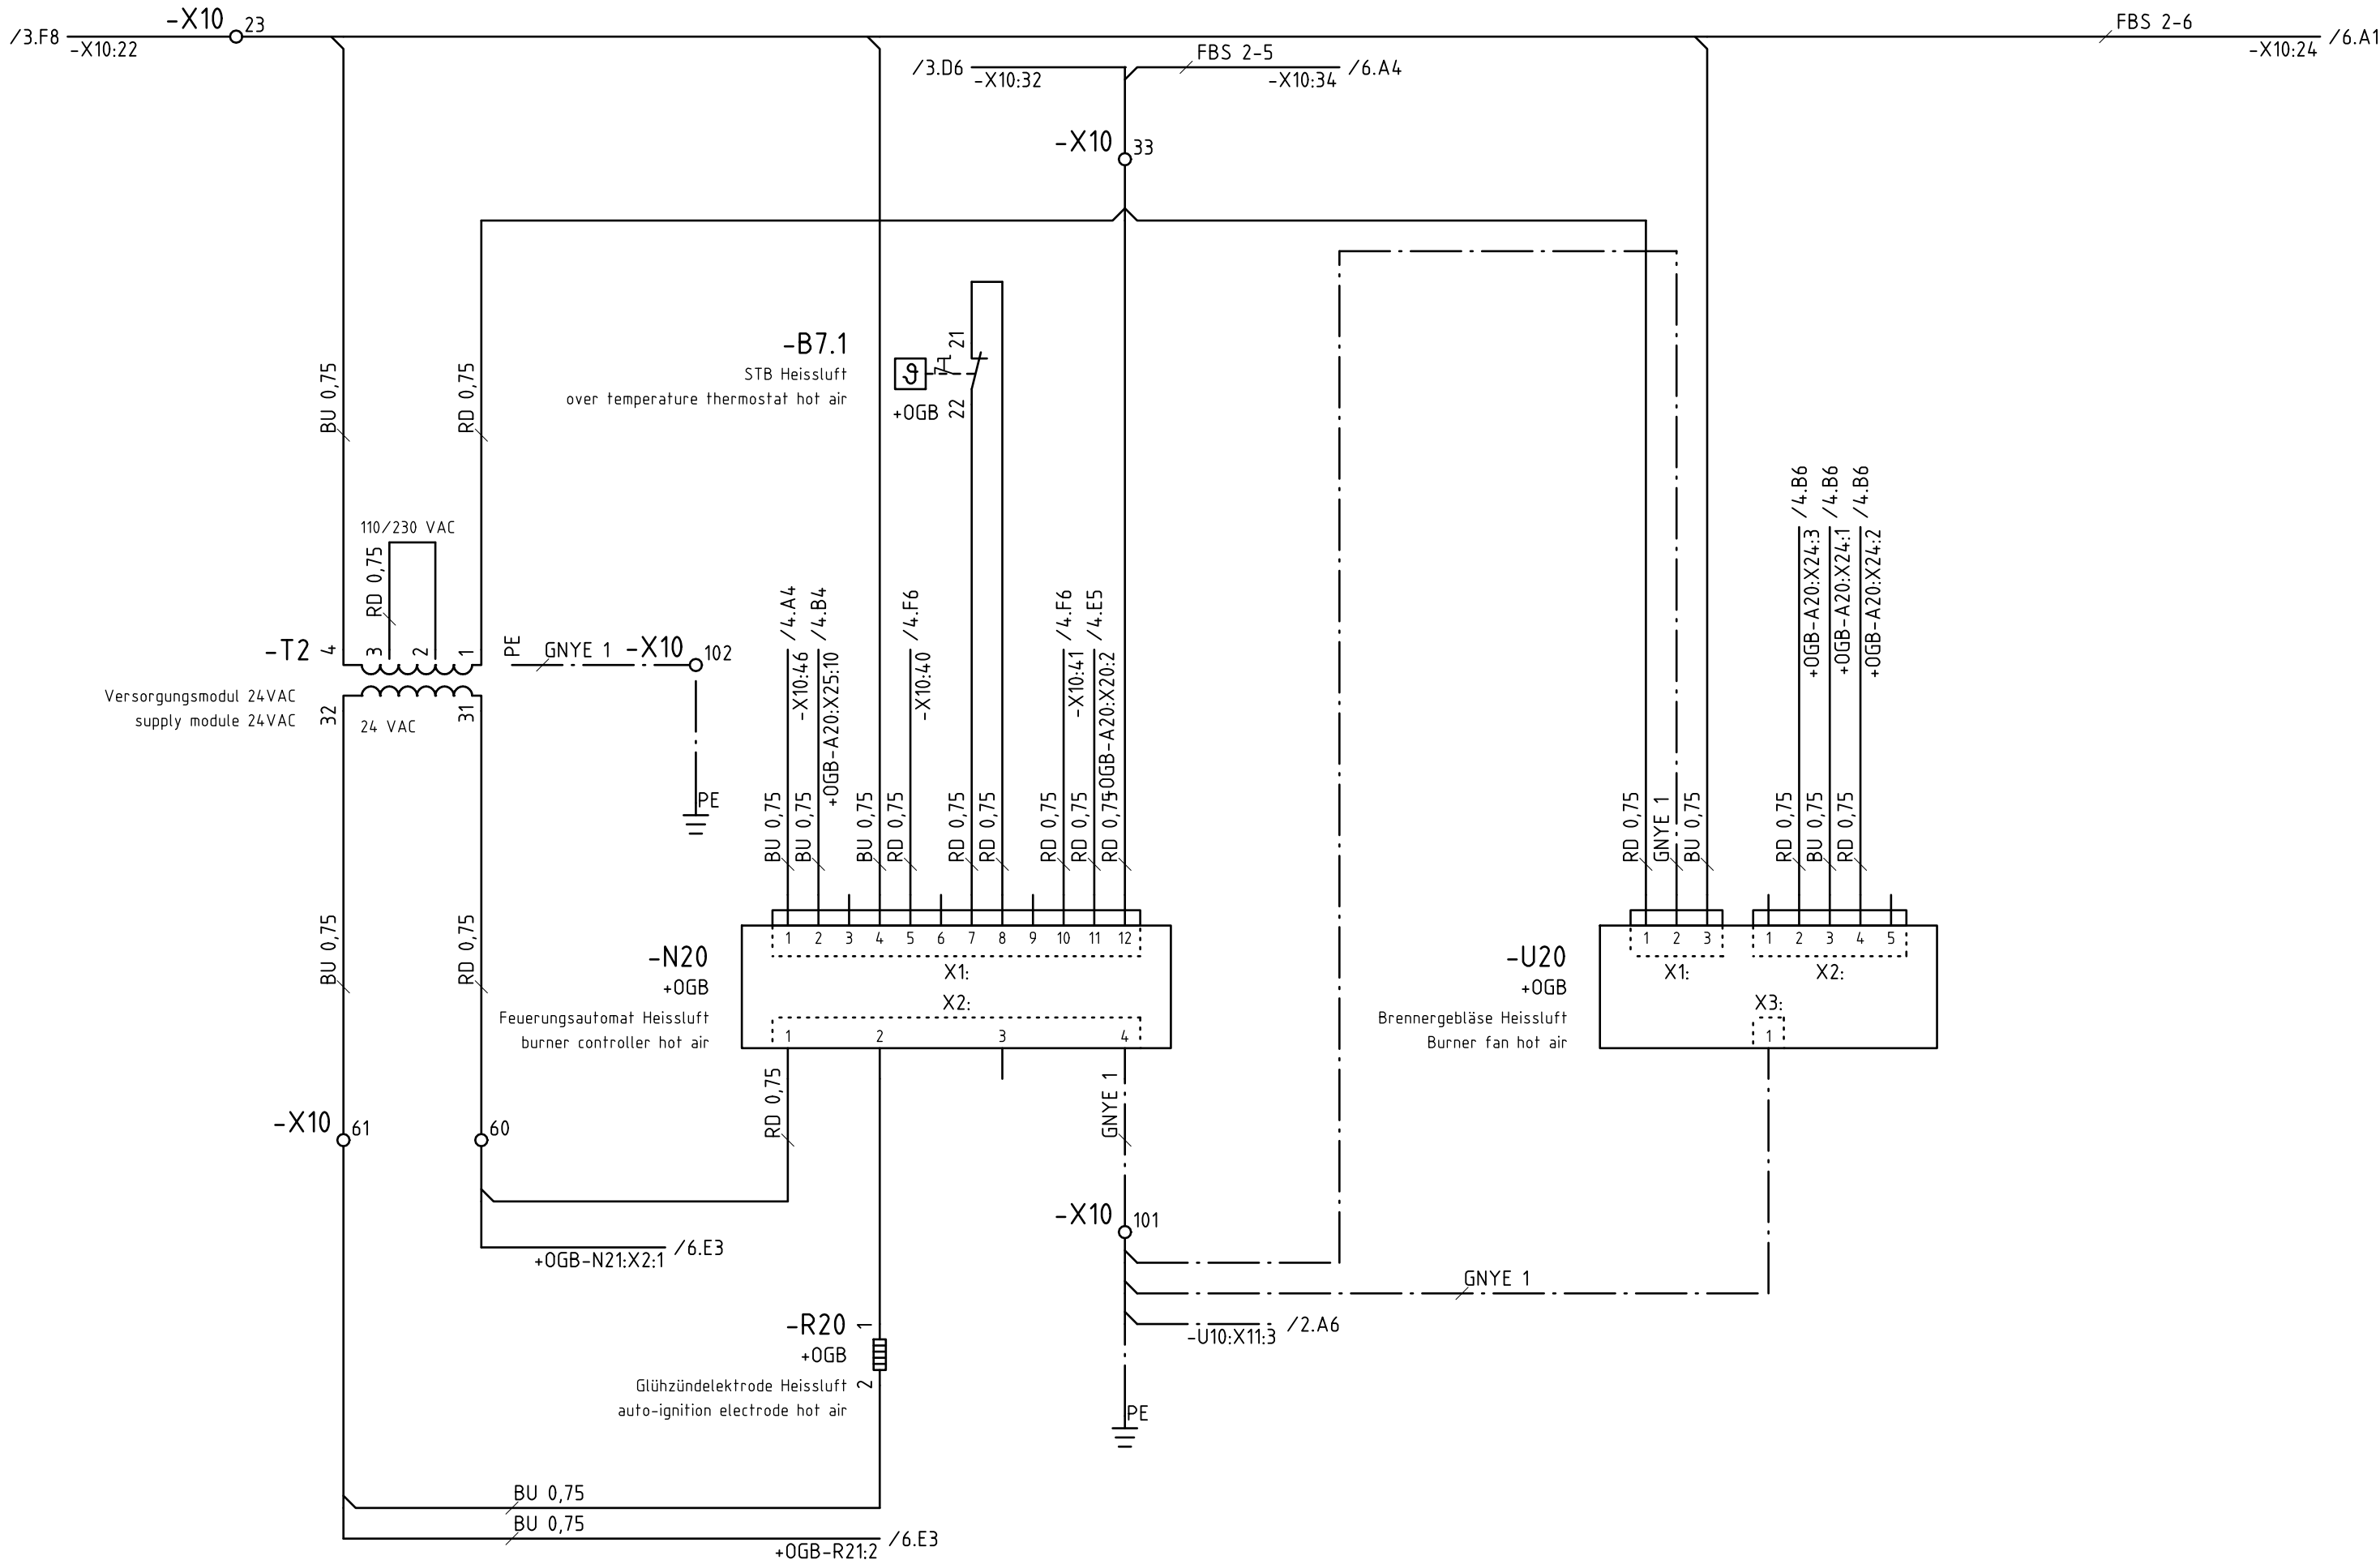 /3.F8
-X10:22
-X10
23
FBS 2-6
-X10:24
/6.A1
/3.D6
-X10:32
FBS 2-5
-X10:34
/6.A4
-X10
33
-B7.1
STB Heissluft
over temperature thermostat hot air
ϑ
+OGB
21
22
BU 0,75
RD 0,75
110/230 VAC
RD 0,75
-T2
4
3
2
1
PE
GNYE 1
-X10
102
PE
Versorgungsmodul 24VAC
supply module 24VAC
32
24 VAC
31
/4.A4
-X10:46
/4.B4
+OGB-A20:X25:10
/4.F6
-X10:40
/4.F6
-X10:41
/4.E5
+OGB-A20:X20:2
/4.B6
+OGB-A20:X24:3
/4.B6
+OGB-A20:X24:1
/4.B6
+OGB-A20:X24:2
BU 0,75
BU 0,75
BU 0,75
RD 0,75
RD 0,75
RD 0,75
RD 0,75
RD 0,75
RD 0,75
RD 0,75
GNYE 1
BU 0,75
RD 0,75
BU 0,75
RD 0,75
BU 0,75
RD 0,75
-N20
+OGB
Feuerungsautomat Heissluft
burner controller hot air
1 2 3 4 5 6 7 8 9 10 11 12
X1:
X2:
1 2 3 4
-U20
+OGB
Brennergebläse Heissluft
Burner fan hot air
1 2 3
X1:
1 2 3 4 5
X2:
X3:
1
RD 0,75
GNYE 1
-X10
61
60
-X10
101
+OGB-N21:X2:1
/6.E3
GNYE 1
-U10:X11:3
/2.A6
-R20
+OGB
1
2
Glühzündelektrode Heissluft
auto-ignition electrode hot air
PE
BU 0,75
BU 0,75
+OGB-R21:2
/6.E3